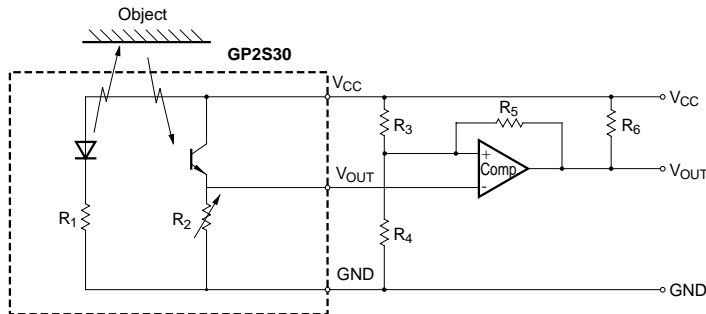 Object
GP2S30
VCC
VCC
R3
R5
R6
+
Comp
-
VOUT
VOUT
R1
R2
R4
GND
GND